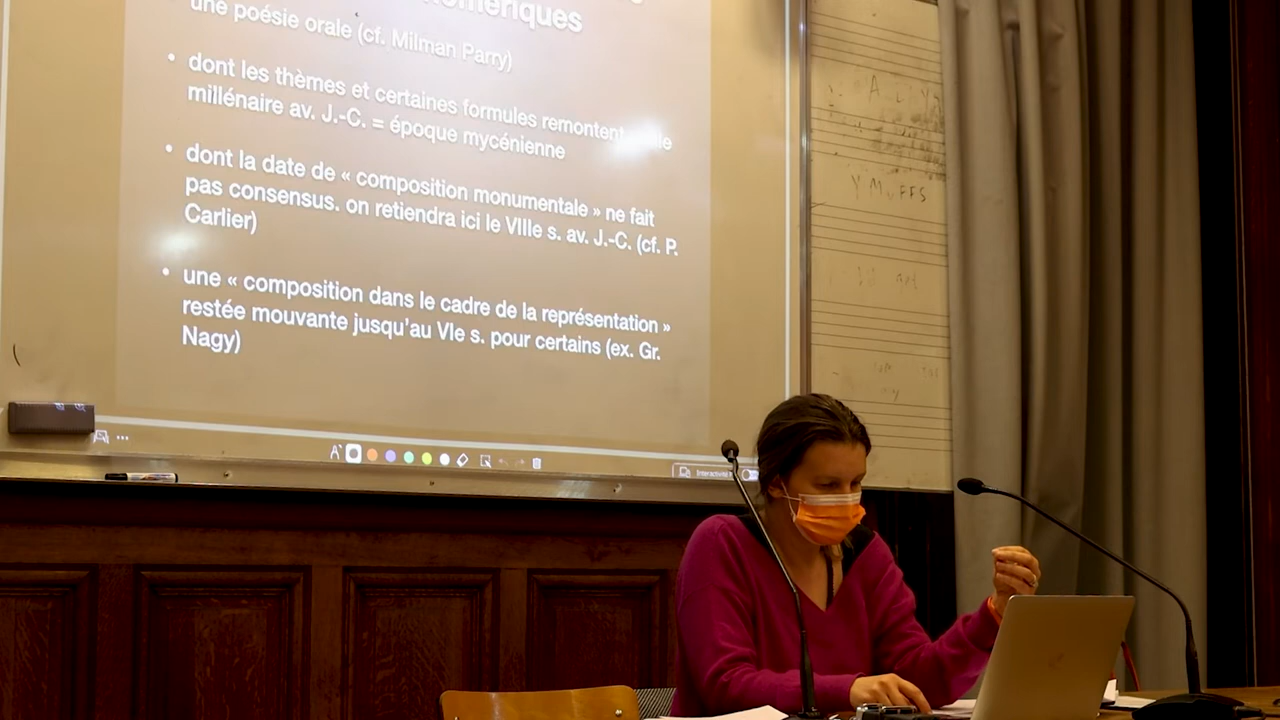 une poésie orale (cf. Milman Parry)
• dont les thèmes et certaines formules remontent
millénaire av. J.-C. = époque mycénienne
• dont la date de « composition monumentale » ne fait
pas consensus. on retiendra ici le VIIIe s. av. J.-C. (cf. P.
Carlier)
• une « composition dans le cadre de la représentation »
restée mouvante jusqu'au VIe s. pour certains (ex. Gr.
Nagy)